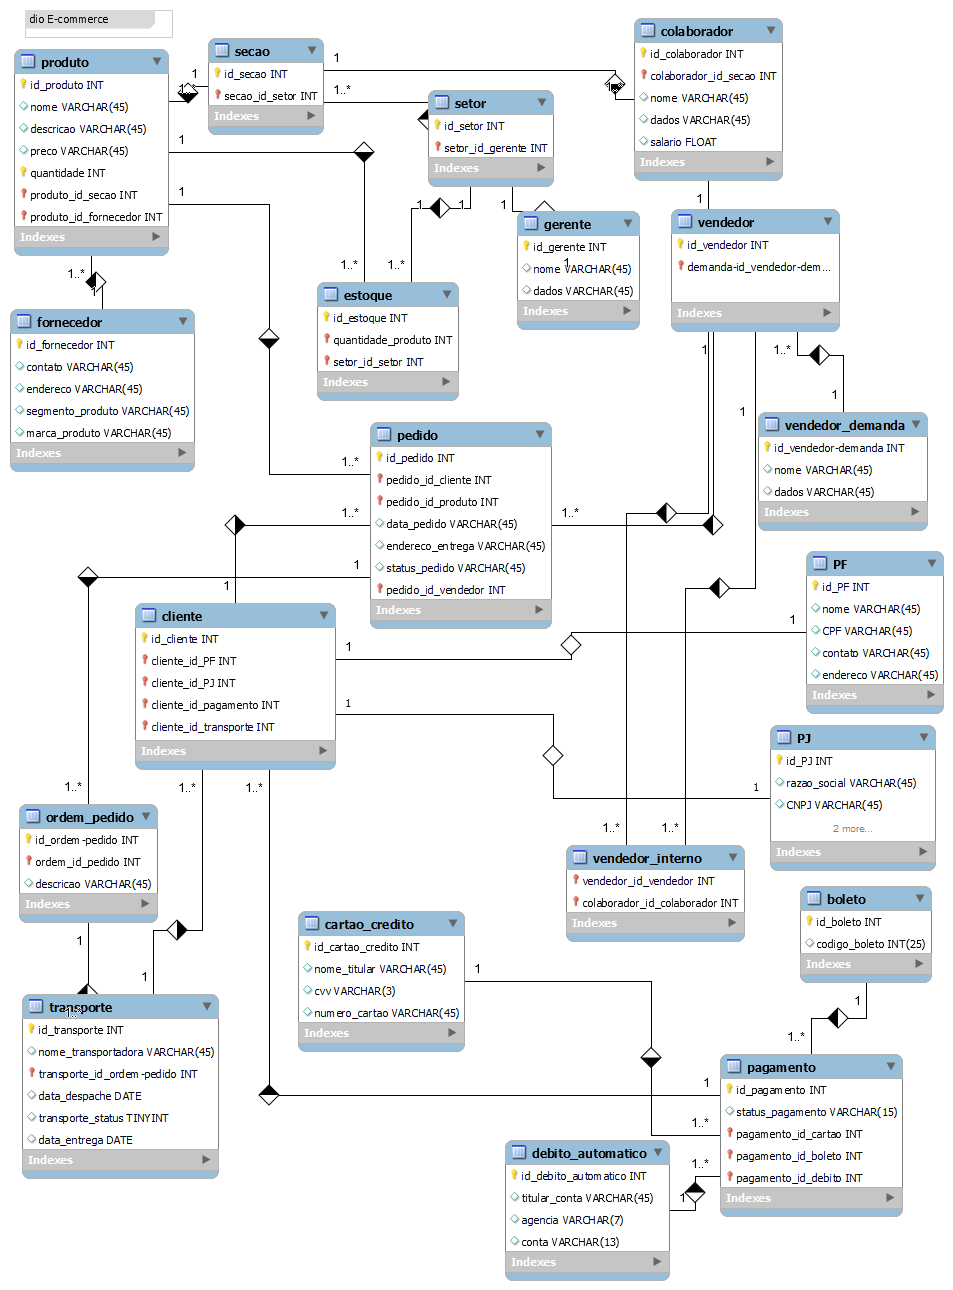 dio E-commerce
produto
id_produto INT
nome VARCHAR(45)
descricao VARCHAR(45)
preco VARCHAR(45)
quantidade INT
produto_id_secao INT
produto_id_fornecedor INT
Indexes
1
1
1
1
1..*
secao
id_secao INT
secao_id_setor INT
Indexes
1
1..*
setor
id_setor INT
setor_id_gerente INT
Indexes
1
1
1
colaborador
id_colaborador INT
colaborador_id_secao INT
nome VARCHAR(45)
dados VARCHAR(45)
salario FLOAT
Indexes
1
gerente
id_gerente INT
nome VARCHAR(45)
1
dados VARCHAR(45)
Indexes
vendedor
id_vendedor INT
demanda-id_vendedor-dem...
Indexes
1
1
1..*
1
fornecedor
id_fornecedor INT
contato VARCHAR(45)
endereco VARCHAR(45)
segmento_produto VARCHAR(45)
marca_produto VARCHAR(45)
Indexes
1..*
1..*
estoque
id_estoque INT
quantidade_produto INT
setor_id_setor INT
Indexes
vendedor_demanda
id_vendedor-demanda INT
nome VARCHAR(45)
dados VARCHAR(45)
Indexes
pedido
id_pedido INT
pedido_id_cliente INT
pedido_id_produto INT
data_pedido VARCHAR(45)
endereco_entrega VARCHAR(45)
status_pedido VARCHAR(45)
pedido_id_vendedor INT
Indexes
1..*
1..*
1..*
1
1
PF
id_PF INT
nome VARCHAR(45)
CPF VARCHAR(45)
contato VARCHAR(45)
endereco VARCHAR(45)
Indexes
1
cliente
id_cliente INT
cliente_id_PF INT
cliente_id_PJ INT
cliente_id_pagamento INT
cliente_id_transporte INT
Indexes
1
1
1..*
1..*
PJ
id_PJ INT
razao_social VARCHAR(45)
CNPJ VARCHAR(45)
2 more...
Indexes
1
1..*
ordem_pedido
id_ordem-pedido INT
ordem_id_pedido INT
descricao VARCHAR(45)
Indexes
1
1..*
1..*
vendedor_interno
vendedor_id_vendedor INT
colaborador_id_colaborador INT
Indexes
boleto
id_boleto INT
codigo_boleto INT(25)
Indexes
1
1..*
cartao_credito
id_cartao_credito INT
nome_titular VARCHAR(45)
cvv VARCHAR(3)
numero_cartao VARCHAR(45)
Indexes
1
1
transporte
id_transporte INT
nome_transportadora VARCHAR(45)
transporte_id_ordem-pedido INT
data_despache DATE
transporte_status TINYINT
data_entrega DATE
Indexes
pagamento
id_pagamento INT
status_pagamento VARCHAR(15)
pagamento_id_cartao INT
pagamento_id_boleto INT
pagamento_id_debito INT
Indexes
1
1..*
1..*
1
debito_automatico
id_debito_automatico INT
titular_conta VARCHAR(45)
agencia VARCHAR(7)
conta VARCHAR(13)
Indexes